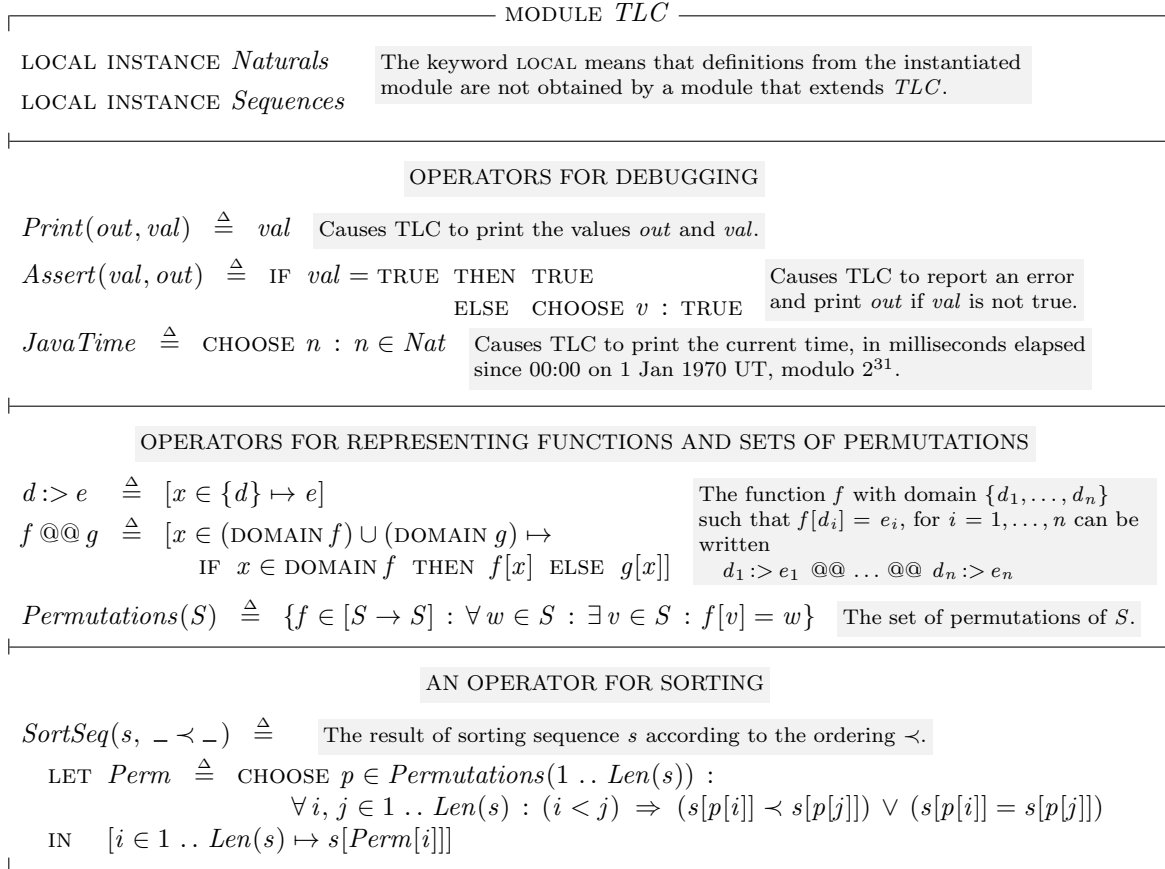 MODULE TLC
LOCAL INSTANCE Naturals
LOCAL INSTANCE Sequences
The keyword LOCAL means that definitions from the instantiated
module are not obtained by a module that extends TLC.
OPERATORS FOR DEBUGGING
Print(out, val) ≜ val Causes TLC to print the values out and val.
Assert(val, out) ≜ IF val = TRUE THEN TRUE
ELSE CHOOSE v : TRUE
Causes TLC to report an error
and print out if val is not true.
JavaTime ≜ CHOOSE n : n ∈ Nat
Causes TLC to print the current time, in milliseconds elapsed
since 00:00 on 1 Jan 1970 UT, modulo 2³¹.
OPERATORS FOR REPRESENTING FUNCTIONS AND SETS OF PERMUTATIONS
d :> e ≜ [x ∈ {d} ↦ e]
f @@ g ≜ [x ∈ (DOMAIN f) ∪ (DOMAIN g) ↦
IF x ∈ DOMAIN f THEN f[x] ELSE g[x]]
The function f with domain {d₁, . . . , dₙ}
such that f[dᵢ] = eᵢ, for i = 1, . . . , n can be
written
d₁ :> e₁ @@ . . . @@ dₙ :> eₙ
Permutations(S) ≜ {f ∈ [S → S] : ∀ w ∈ S : ∃ v ∈ S : f[v] = w} The set of permutations of S.
AN OPERATOR FOR SORTING
SortSeq(s, _ ≺ _) ≜ The result of sorting sequence s according to the ordering ≺.
LET Perm ≜ CHOOSE p ∈ Permutations(1 .. Len(s)) :
∀ i, j ∈ 1 .. Len(s) : (i < j) ⇒ (s[p[i]] ≺ s[p[j]]) ∨ (s[p[i]] = s[p[j]])
IN [i ∈ 1 .. Len(s) ↦ s[Perm[i]]]